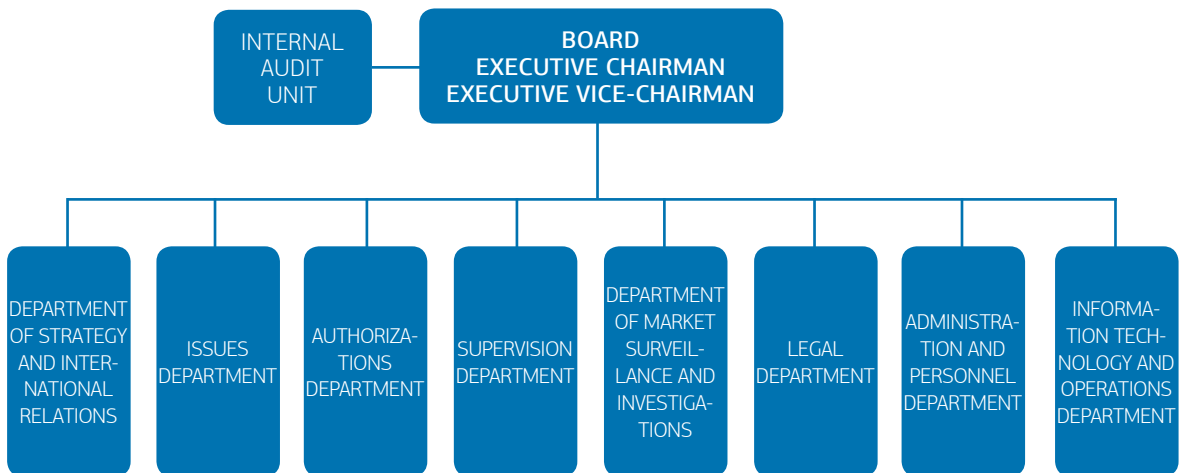 INTERNAL
AUDIT
UNIT
BOARD
EXECUTIVE CHAIRMAN
EXECUTIVE VICE-CHAIRMAN
DEPARTMENT
OF STRATEGY
AND INTER-
NATIONAL
RELATIONS
ISSUES
DEPARTMENT
AUTHORIZA-
TIONS
DEPARTMENT
SUPERVISION
DEPARTMENT
DEPARTMENT
OF MARKET
SURVEIL-
LANCE AND
INVESTIGA-
TIONS
LEGAL
DEPARTMENT
ADMINISTRA-
TION AND
PERSONNEL
DEPARTMENT
INFORMA-
TION TECH-
NOLOGY AND
OPERATIONS
DEPARTMENT